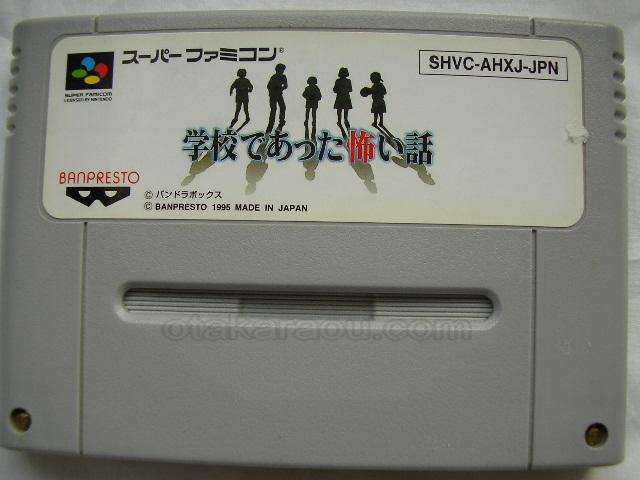 スーパーファミコン®
SHVC-AHXJ-JPN
SUPER FAMICOM
LICENSED BY NINTENDO
学校であった怖い話
BANPRESTO
© パンドラボックス
© BANPRESTO 1995 MADE IN JAPAN
otakaraou.com